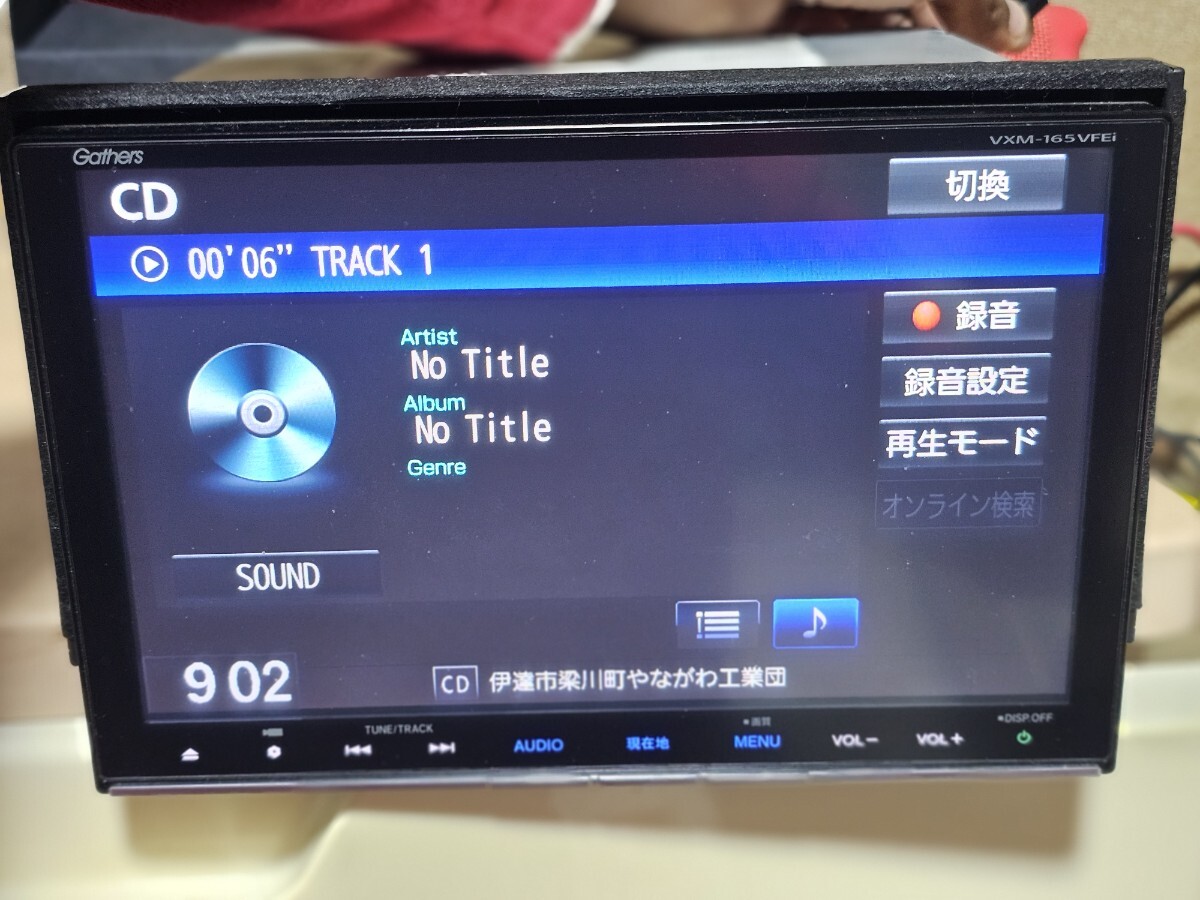 Gathers
VXM-165VFEi
CD
切換
00'06" TRACK 1
録音
Artist
No Title
録音設定
Album
No Title
再生モード
Genre
オンライン検索
SOUND
9 02
CD 伊達市梁川町やながわ工業団
TUNE/TRACK
AUDIO
現在地
画質
MENU
VOL−
VOL+
DISP.OFF